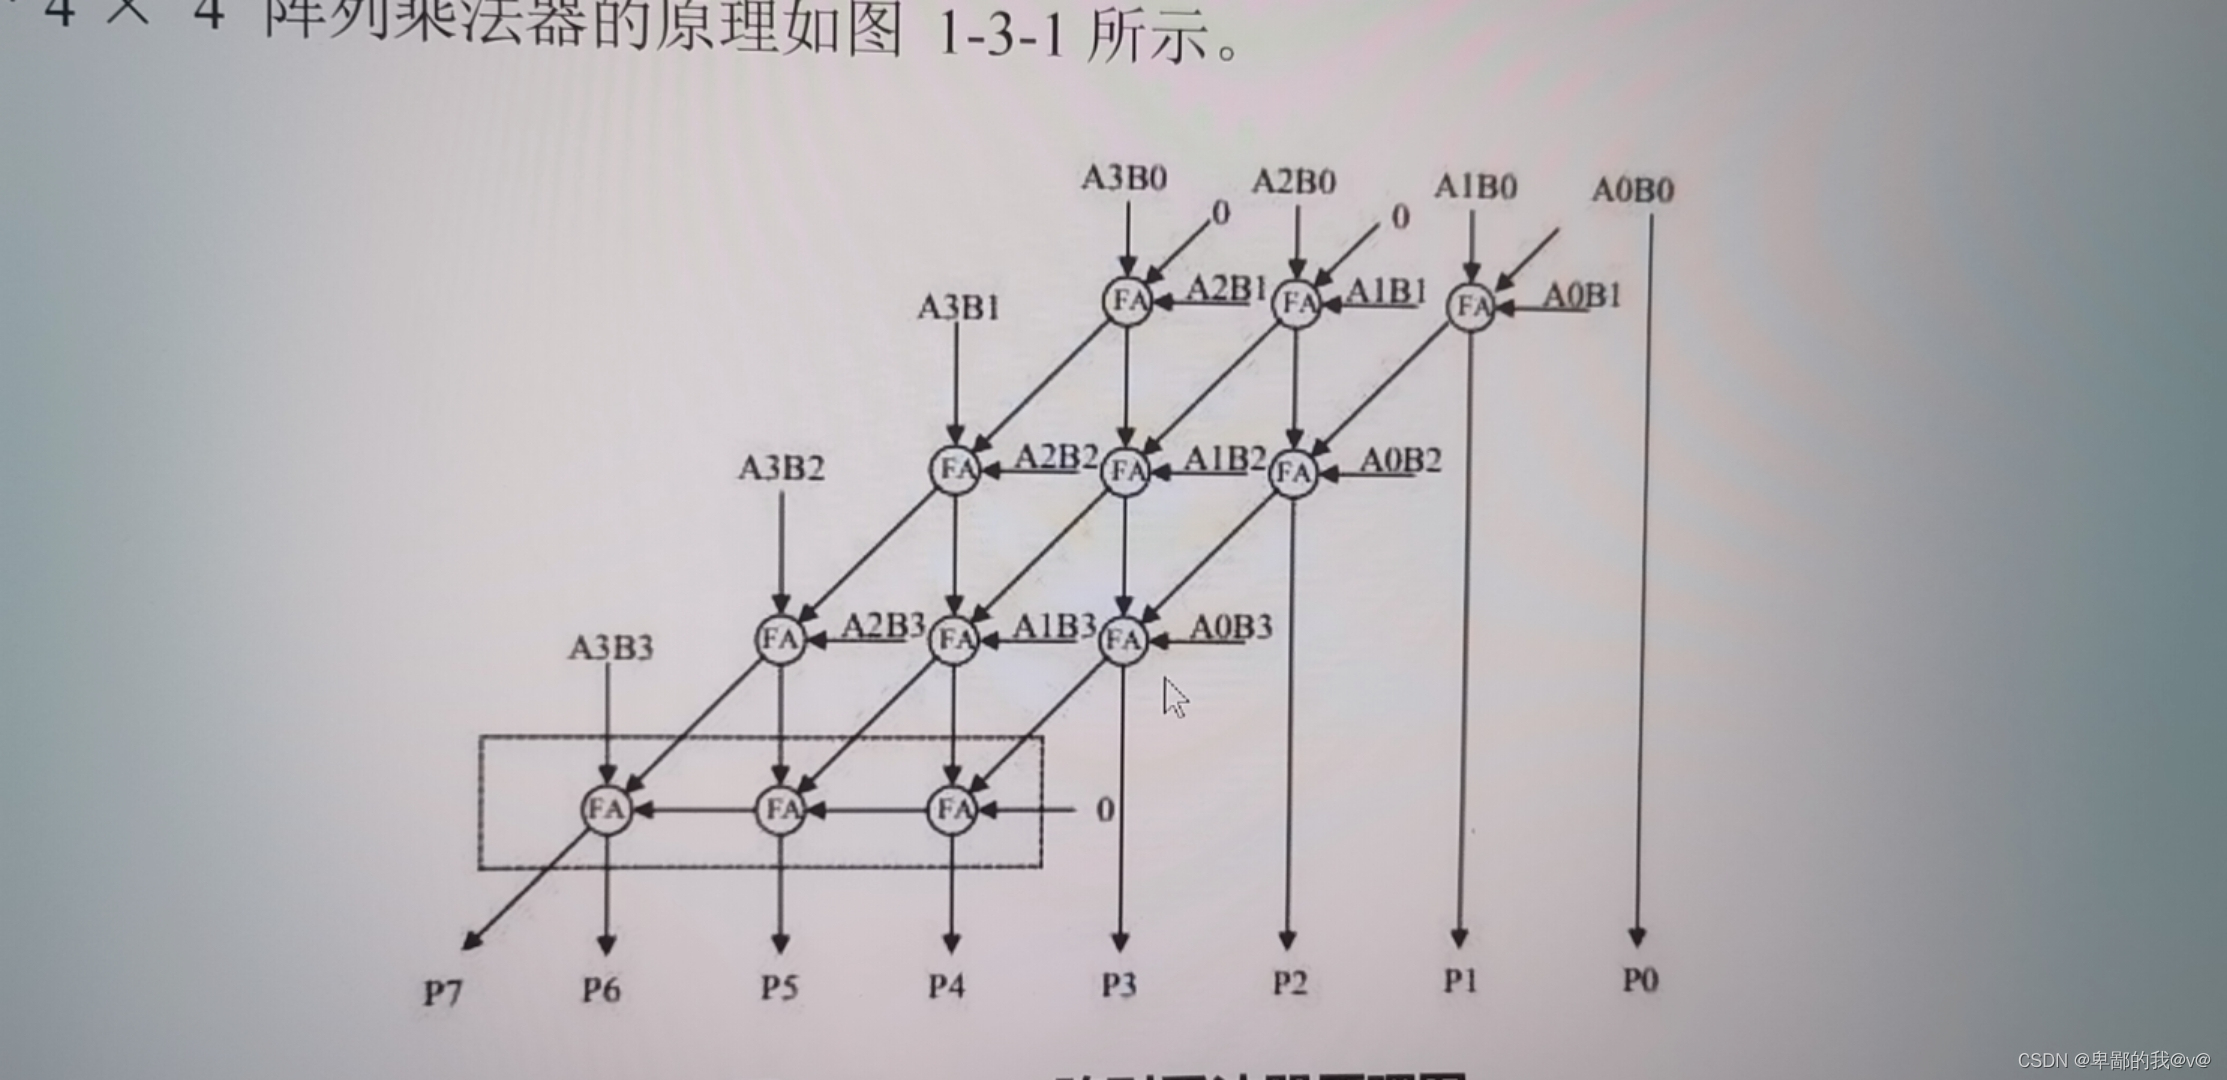 4 × 4 阵列乘法器的原理如图 1-3-1 所示。
A3B0 A2B0 A1B0 A0B0
0 0
A3B1 FA A2B1 FA A1B1 FA A0B1
A3B2 FA A2B2 FA A1B2 FA A0B2
A3B3 FA A2B3 FA A1B3 FA A0B3
FA FA FA 0
P7 P6 P5 P4 P3 P2 P1 P0
CSDN @卑鄙的我@v@